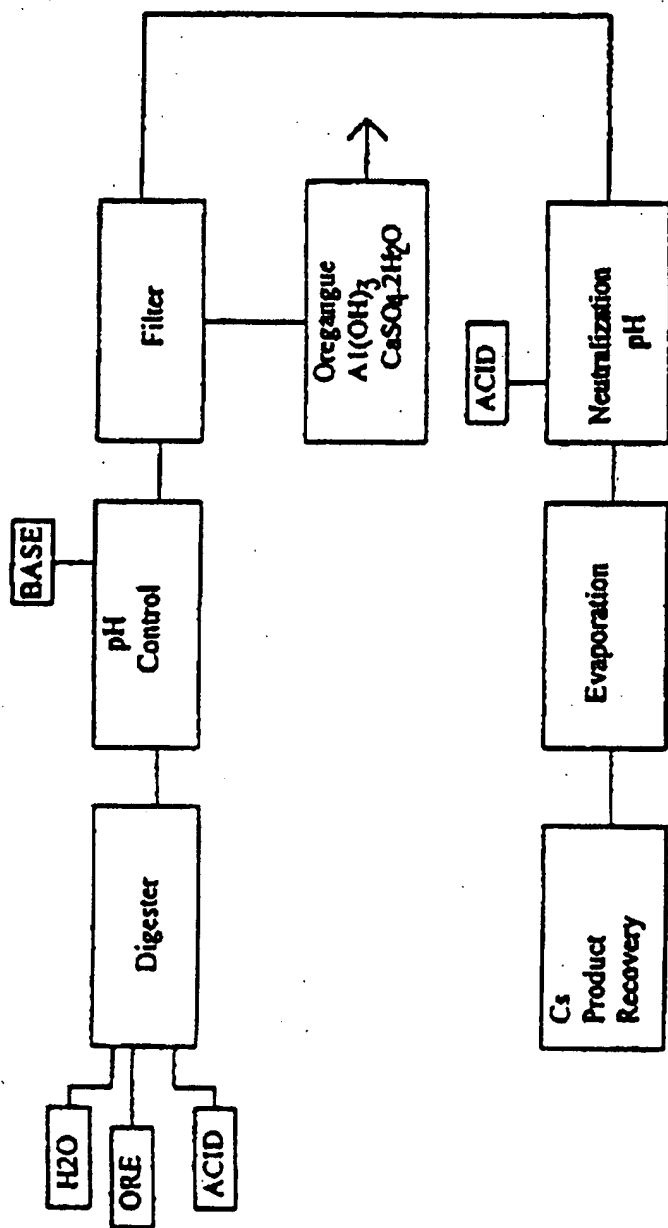 H2O
ORE
ACID
Digester
BASE
pH
Control
Filter
Oregangue
Al(OH)3
CaSO4.2H2O
ACID
Neutralization
pH
Evaporation
Cs
Product
Recovery